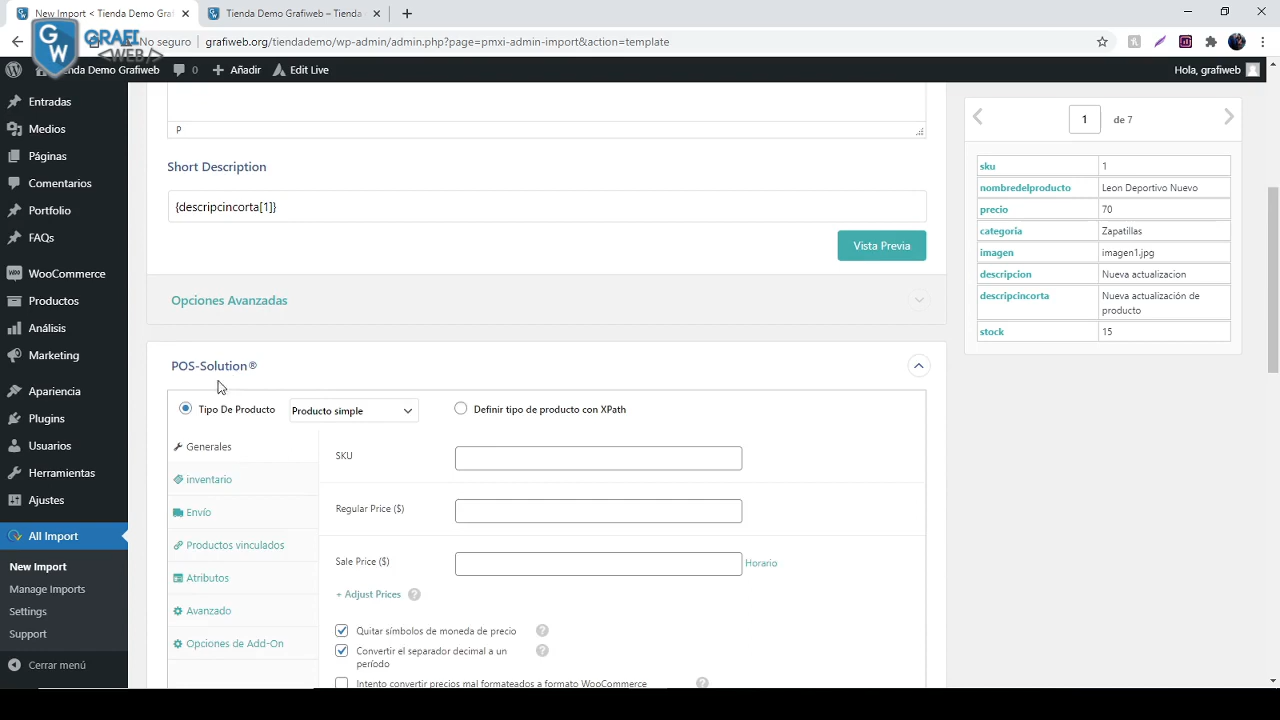 New Import < Tienda Demo Graf
Tienda Demo Grafiweb – Tienda
No seguro
grafiweb.org/tiendademo/wp-admin/admin.php?page=pmxi-admin-import&action=template
GW
GRAFI
WEB/>
enda Demo Grafiweb
0
Añadir
Edit Live
Hola, grafiweb
Entradas
Medios
Páginas
Comentarios
Portfolio
FAQs
WooCommerce
Productos
Análisis
Marketing
Apariencia
Plugins
Usuarios
Herramientas
Ajustes
All Import
New Import
Manage Imports
Settings
Support
Cerrar menú
P
Short Description
{descripcincorta[1]}
Vista Previa
Opciones Avanzadas
POS-Solution®
Tipo De Producto
Producto simple
Definir tipo de producto con XPath
Generales
inventario
Envío
Productos vinculados
Atributos
Avanzado
Opciones de Add-On
SKU
Regular Price ($)
Sale Price ($)
Horario
+ Adjust Prices ?
Quitar símbolos de moneda de precio ?
Convertir el separador decimal a un ?
período
Intento convertir precios mal formateados a formato WooCommerce ?
1 de 7
sku 1
nombredelproducto Leon Deportivo Nuevo
precio 70
categoría Zapatillas
imagen imagen1.jpg
descripcion Nueva actualizacion
descripcincorta Nueva actualización de
producto
stock 15